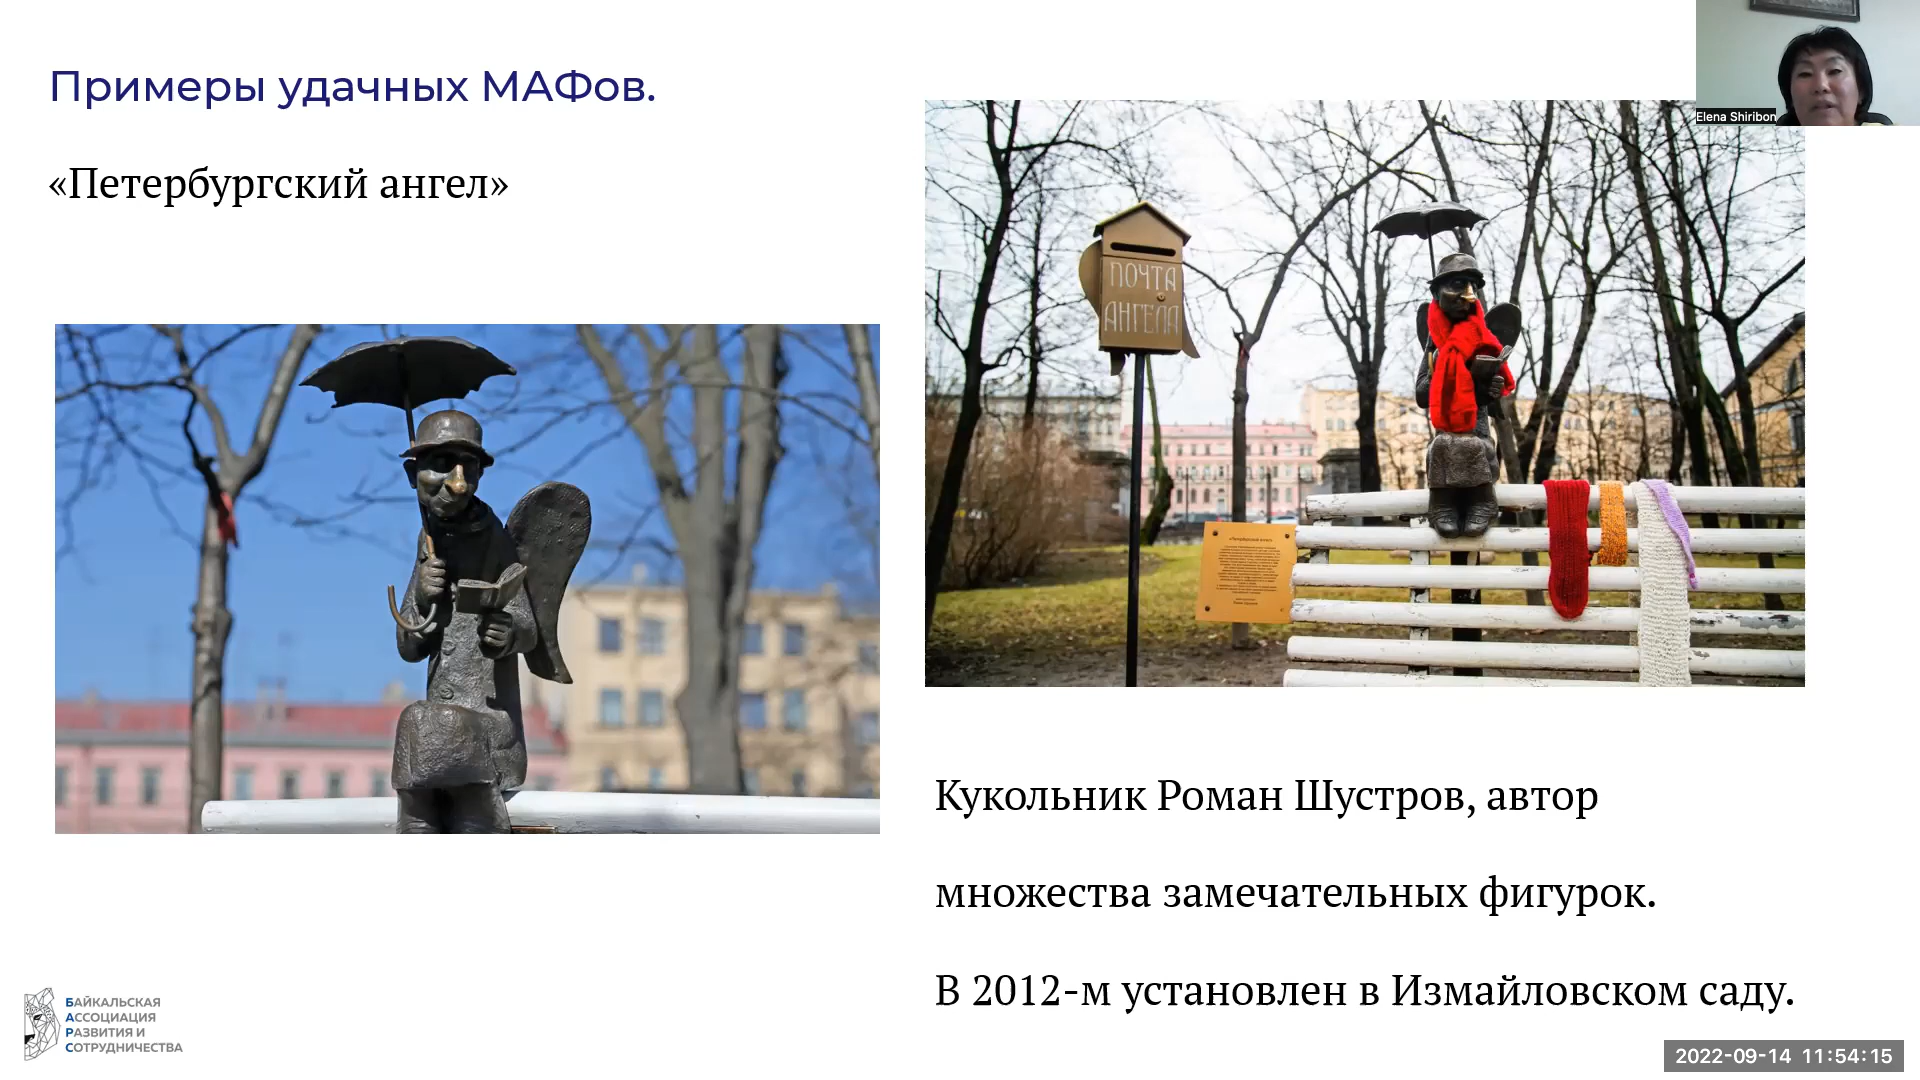 Примеры удачных МАФов.
«Петербургский ангел»
Elena Shiribon
ПОЧТА
АНГЕЛА
Кукольник Роман Шустров, автор
множества замечательных фигурок.
В 2012-м установлен в Измайловском саду.
БАЙКАЛЬСКАЯ
АССОЦИАЦИЯ
РАЗВИТИЯ И
СОТРУДНИЧЕСТВА
2022-09-14 11:54:15